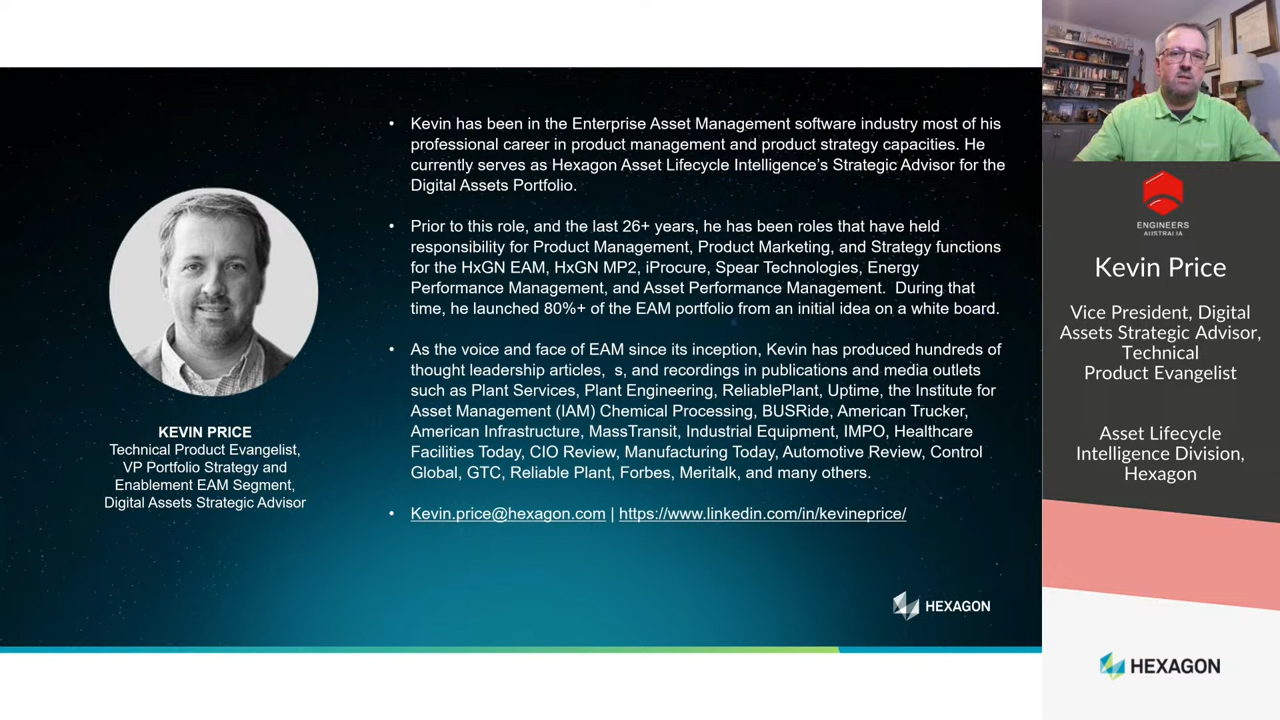 • Kevin has been in the Enterprise Asset Management software industry most of his
professional career in product management and product strategy capacities. He
currently serves as Hexagon Asset Lifecycle Intelligence's Strategic Advisor for the
Digital Assets Portfolio.
• Prior to this role, and the last 26+ years, he has been roles that have held
responsibility for Product Management, Product Marketing, and Strategy functions
for the HxGN EAM, HxGN MP2, iProcure, Spear Technologies, Energy
Performance Management, and Asset Performance Management. During that
time, he launched 80%+ of the EAM portfolio from an initial idea on a white board.
• As the voice and face of EAM since its inception, Kevin has produced hundreds of
thought leadership articles, s, and recordings in publications and media outlets
such as Plant Services, Plant Engineering, ReliablePlant, Uptime, the Institute for
Asset Management (IAM) Chemical Processing, BUSRide, American Trucker,
American Infrastructure, MassTransit, Industrial Equipment, IMPO, Healthcare
Facilities Today, CIO Review, Manufacturing Today, Automotive Review, Control
Global, GTC, Reliable Plant, Forbes, Meritalk, and many others.
• Kevin.price@hexagon.com | https://www.linkedin.com/in/kevineprice/
KEVIN PRICE
Technical Product Evangelist,
VP Portfolio Strategy and
Enablement EAM Segment,
Digital Assets Strategic Advisor
HEXAGON
ENGINEERS
AUSTRALIA
Kevin Price
Vice President, Digital
Assets Strategic Advisor,
Technical
Product Evangelist
Asset Lifecycle
Intelligence Division,
Hexagon
HEXAGON